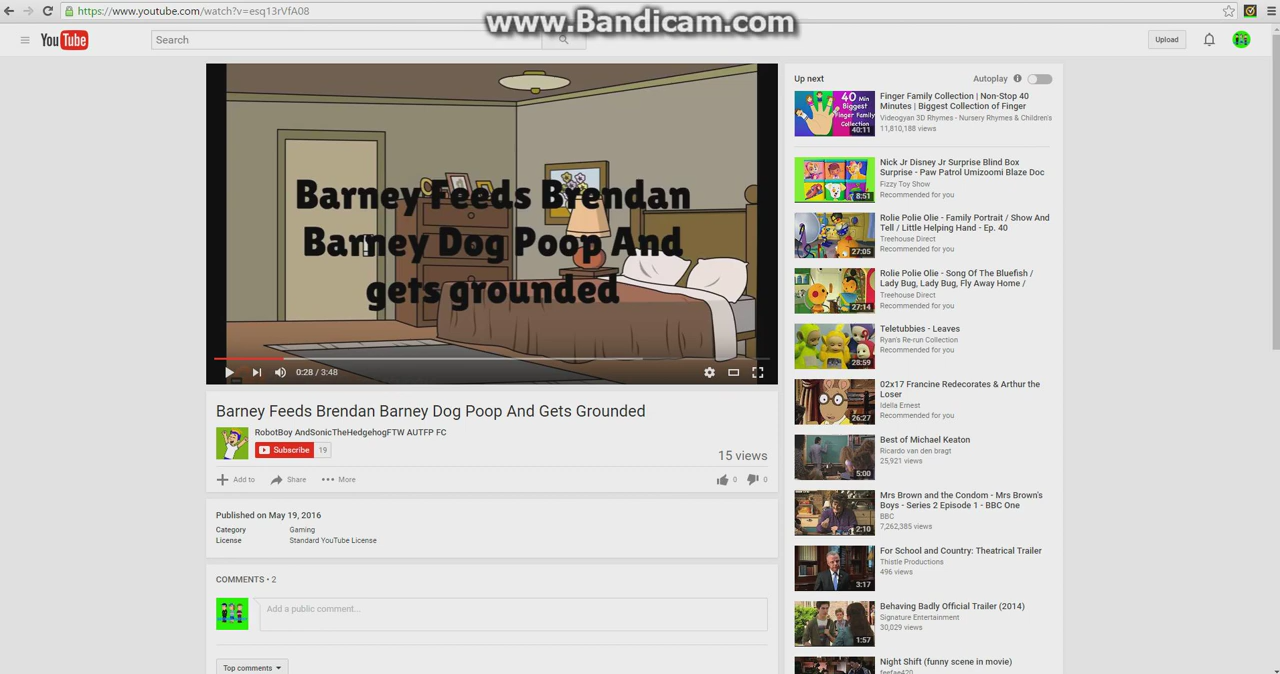 https://www.youtube.com/watch?v=esq13rVfA08
www.Bandicam.com
YouTube
Search
Upload
Barney Feeds Brendan
Barney Dog Poop And
gets grounded
0:28 / 3:48
Barney Feeds Brendan Barney Dog Poop And Gets Grounded
RobotBoy AndSonicTheHedgehogFTW AUTFP FC
Subscribe 19
15 views
Add to
Share
More
0
0
Published on May 19, 2016
Category Gaming
License Standard YouTube License
COMMENTS • 2
Add a public comment...
Top comments
Up next
Autoplay
40 Min
Biggest
Finger Family
Collection
40:11
Finger Family Collection | Non-Stop 40
Minutes | Biggest Collection of Finger
Videogyan 3D Rhymes - Nursery Rhymes & Children's
11,810,188 views
8:51
Nick Jr Disney Jr Surprise Blind Box
Surprise - Paw Patrol Umizoomi Blaze Doc
Fizzy Toy Show
Recommended for you
27:05
Rolie Polie Olie - Family Portrait / Show And
Tell / Little Helping Hand - Ep. 40
Treehouse Direct
Recommended for you
27:14
Rolie Polie Olie - Song Of The Bluefish /
Lady Bug, Lady Bug, Fly Away Home /
Treehouse Direct
Recommended for you
28:59
Teletubbies - Leaves
Ryan's Re-run Collection
Recommended for you
26:27
02x17 Francine Redecorates & Arthur the
Loser
Idella Ernest
Recommended for you
5:00
Best of Michael Keaton
Ricardo van den bragt
25,921 views
2:10
Mrs Brown and the Condom - Mrs Brown's
Boys - Series 2 Episode 1 - BBC One
BBC
7,262,385 views
3:17
For School and Country: Theatrical Trailer
Thistle Productions
496 views
1:57
Behaving Badly Official Trailer (2014)
Signature Entertainment
30,029 views
Night Shift (funny scene in movie)